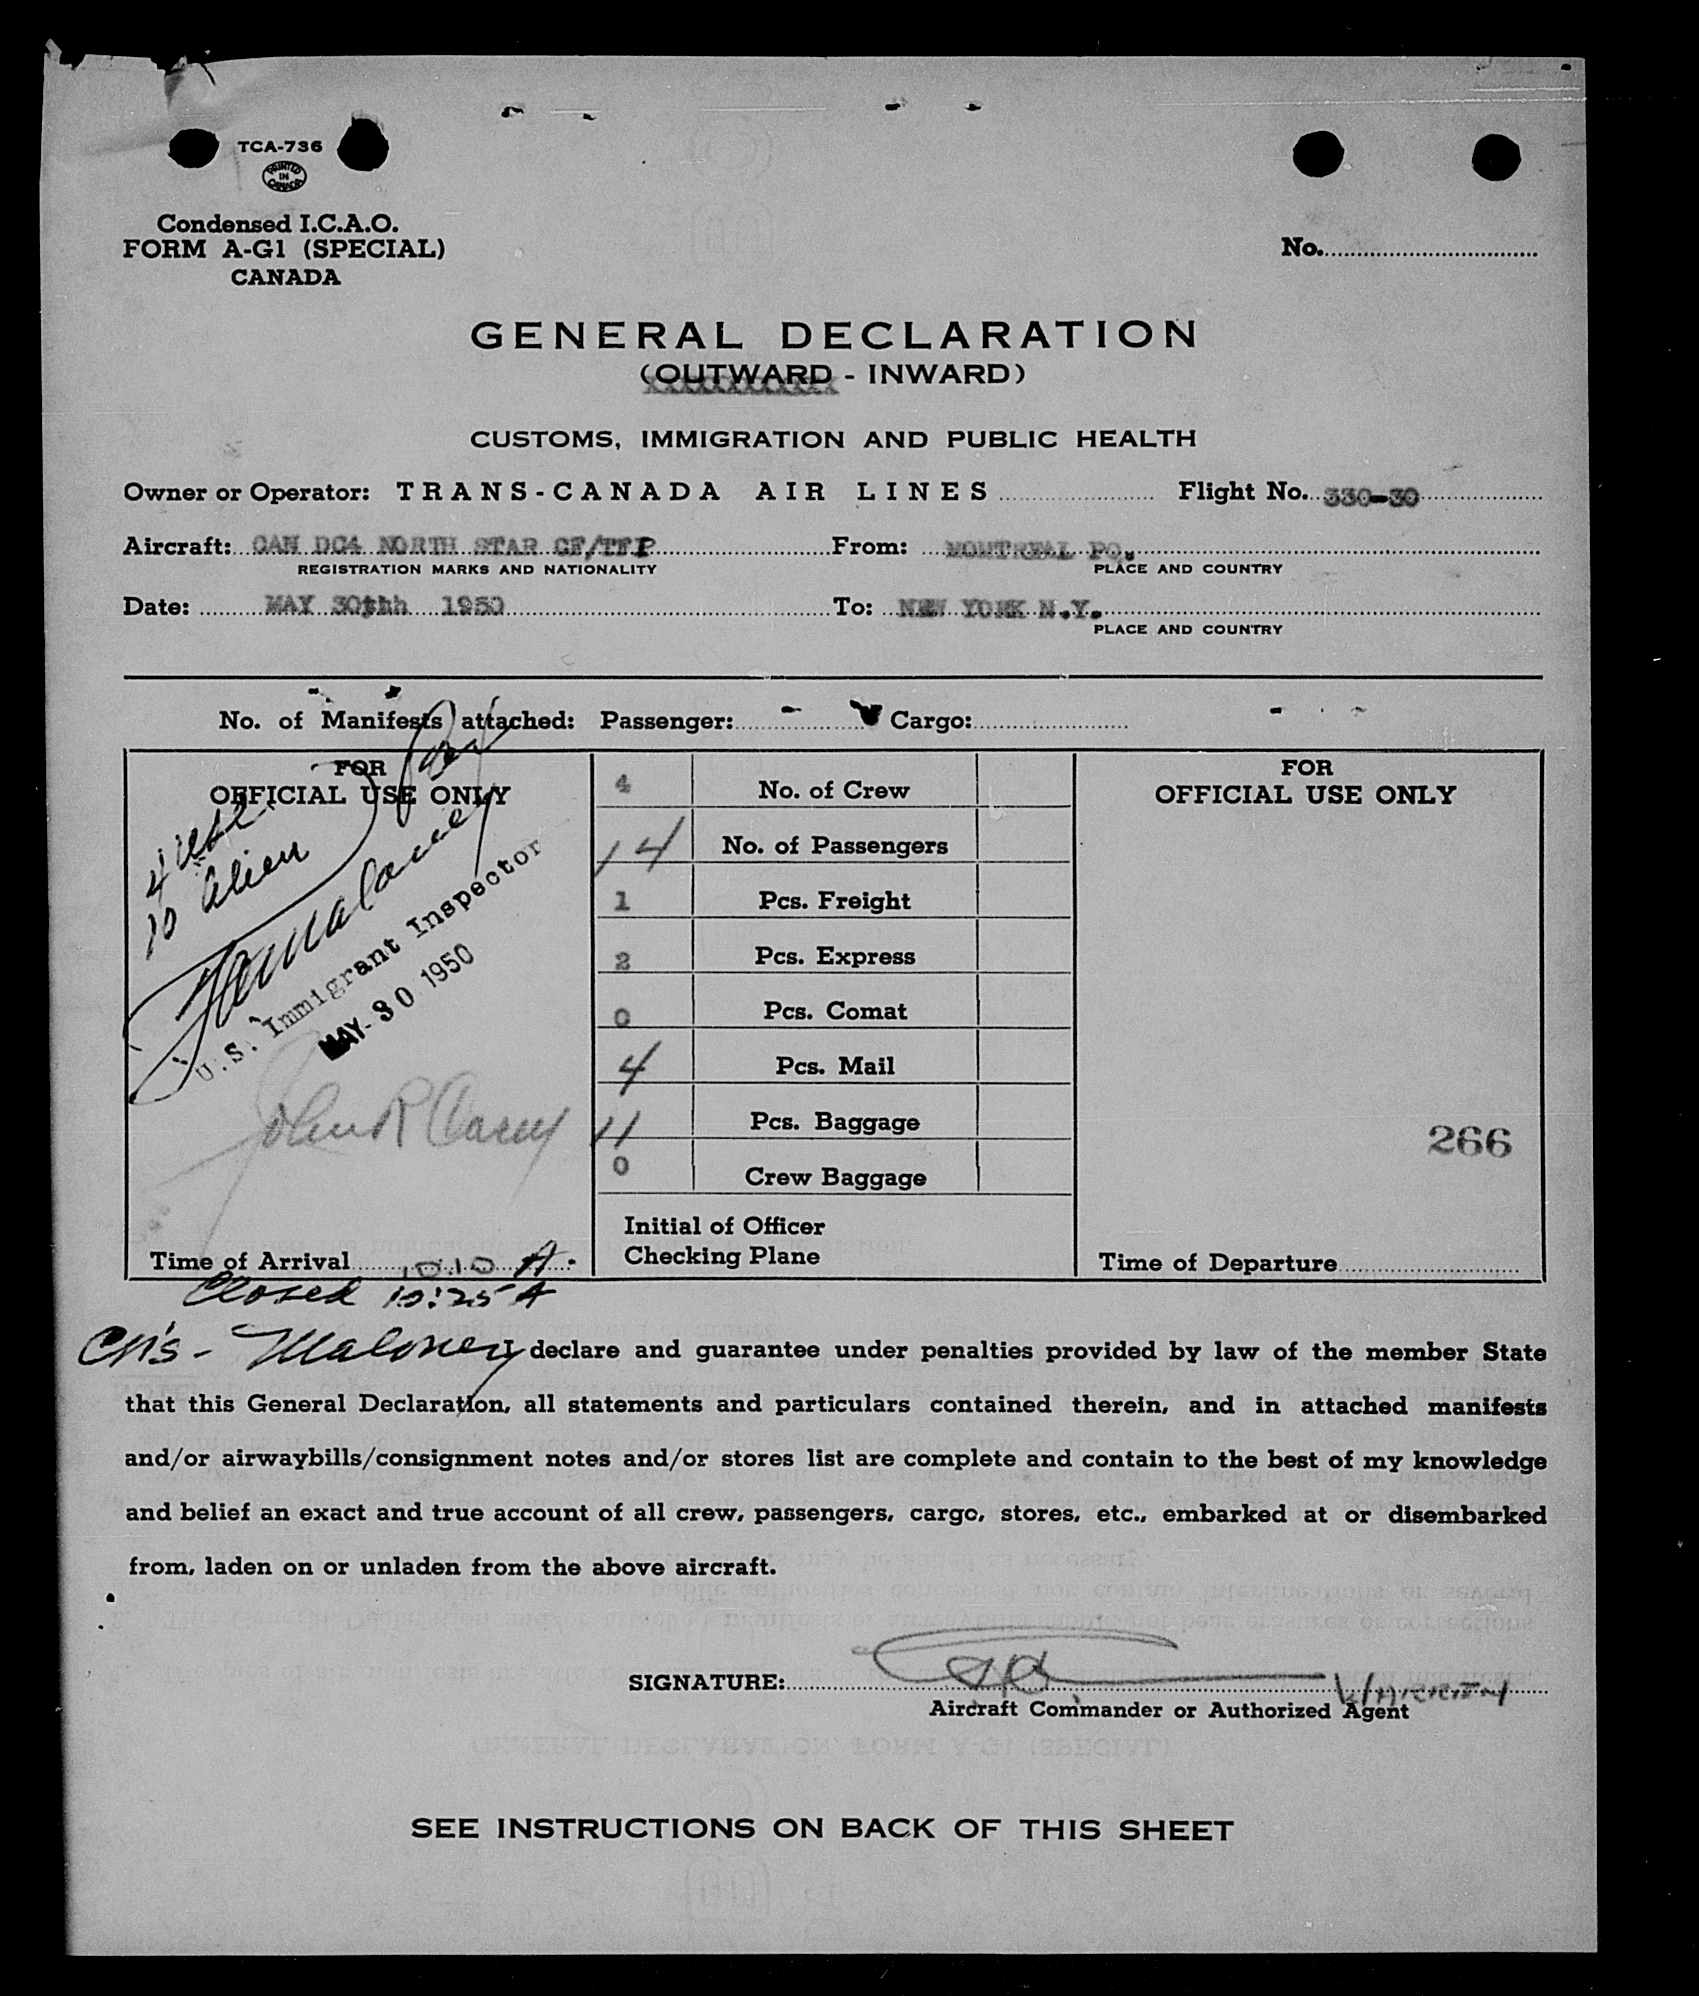 TCA-736
PRINTED IN CANADA
Condensed I.C.A.O.
FORM A-G1 (SPECIAL)
CANADA
No.
GENERAL DECLARATION
(OUTWARD - INWARD)
CUSTOMS, IMMIGRATION AND PUBLIC HEALTH
Owner or Operator: TRANS-CANADA AIR LINES Flight No. 330-30
Aircraft: CAN DC4 NORTH STAR CF/TFP From: MONTREAL PQ.
REGISTRATION MARKS AND NATIONALITY PLACE AND COUNTRY
Date: MAY 30thh 1950 To: NEW YORK N.Y.
PLACE AND COUNTRY
No. of Manifests attached: Passenger: - Cargo:
FOR
OFFICIAL USE ONLY
4
10 alien
Maloney
U.S. Immigrant Inspector
MAY 30 1950
John R Carey
Time of Arrival 1010 A.
4 No. of Crew
14 No. of Passengers
1 Pcs. Freight
2 Pcs. Express
0 Pcs. Comat
4 Pcs. Mail
11 Pcs. Baggage
0 Crew Baggage
Initial of Officer
Checking Plane
FOR
OFFICIAL USE ONLY
266
Time of Departure
Closed 10:25 A
Maloney
I declare and guarantee under penalties provided by law of the member State
that this General Declaration, all statements and particulars contained therein, and in attached manifests
and/or airwaybills/consignment notes and/or stores list are complete and contain to the best of my knowledge
and belief an exact and true account of all crew, passengers, cargo, stores, etc., embarked at or disembarked
from, laden on or unladen from the above aircraft.
SIGNATURE:
Aircraft Commander or Authorized Agent
SEE INSTRUCTIONS ON BACK OF THIS SHEET